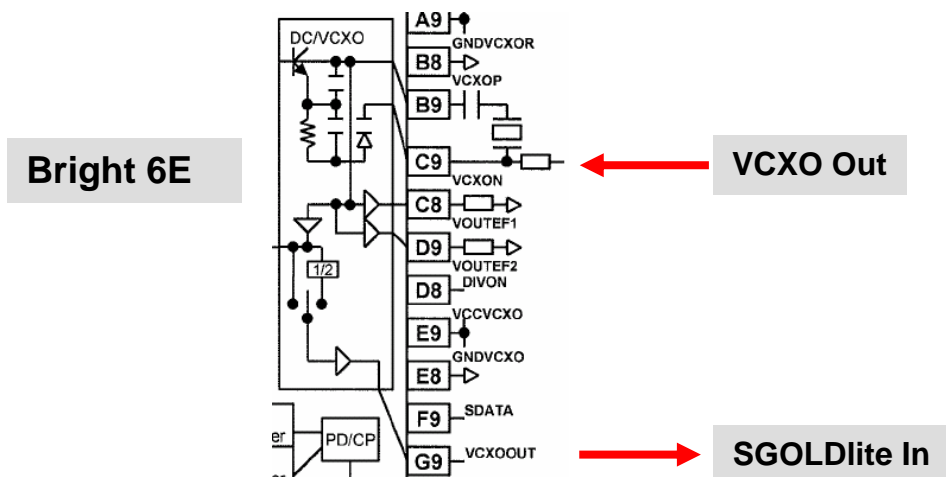 Bright 6E
DC/VCXO
1/2
er
PD/CP
A9
GNDVCXOR
B8
VCXOP
B9
C9
VCXON
C8
VOUTEF1
D9
VOUTEF2
D8
DIVON
VCCVCXO
E9
GNDVCXO
E8
F9
SDATA
G9
VCXOOUT
VCXO Out
SGOLDlite In